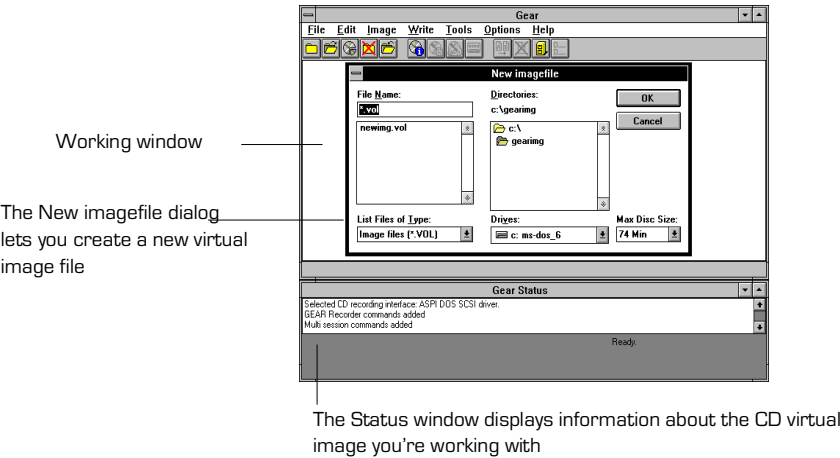 Gear
File Edit Image Write Tools Options Help
New imagefile
File Name:
*.vol
newimg.vol
Directories:
c:\gearimg
c:\
gearimg
OK
Cancel
List Files of Type:
Image files (*.VOL)
Drives:
c: ms-dos_6
Max Disc Size:
74 Min
Working window
The New imagefile dialog
lets you create a new virtual
image file
Gear Status
Selected CD recording interface: ASPI DOS SCSI driver.
GEAR Recorder commands added
Multi session commands added
Ready.
The Status window displays information about the CD virtual
image you're working with